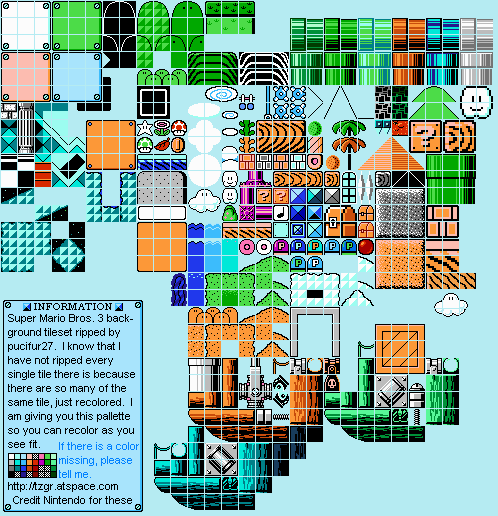 INFORMATION
Super Mario Bros. 3 back-
ground tileset ripped by
pucifur27. I know that I
have not ripped every
single tile there is because
there are so many of the
same tile, just recolored. I
am giving you this pallete
so you can recolor as you
see fit.
If there is a color
missing, please
tell me.
http://tzgr.atspace.com
Credit Nintendo for these